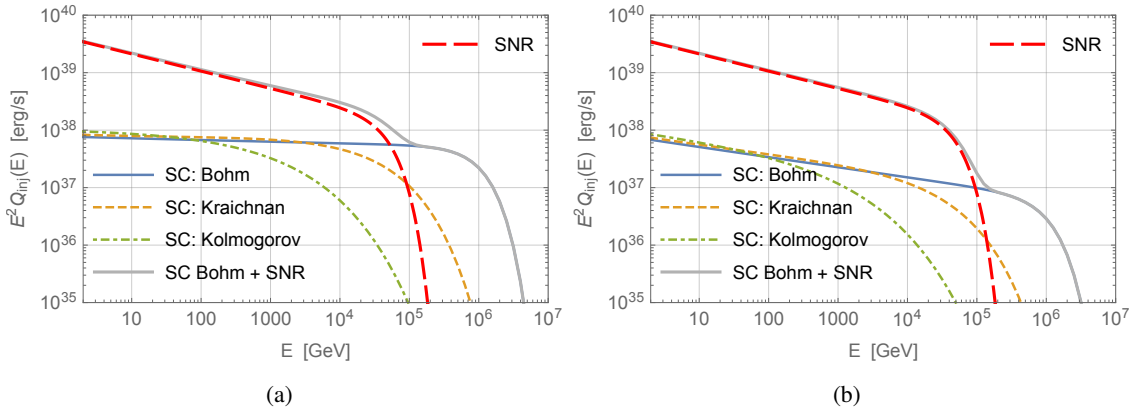 10^40
10^39
10^38
10^37
10^36
10^35
E^2 Q_inj(E) [erg/s]
SNR
SC: Bohm
SC: Kraichnan
SC: Kolmogorov
SC Bohm + SNR
10 100 1000 10^4 10^5 10^6 10^7
E [GeV]
(a)
10^40
10^39
10^38
10^37
10^36
10^35
E^2 Q_inj(E) [erg/s]
SNR
SC: Bohm
SC: Kraichnan
SC: Kolmogorov
SC Bohm + SNR
10 100 1000 10^4 10^5 10^6 10^7
E [GeV]
(b)